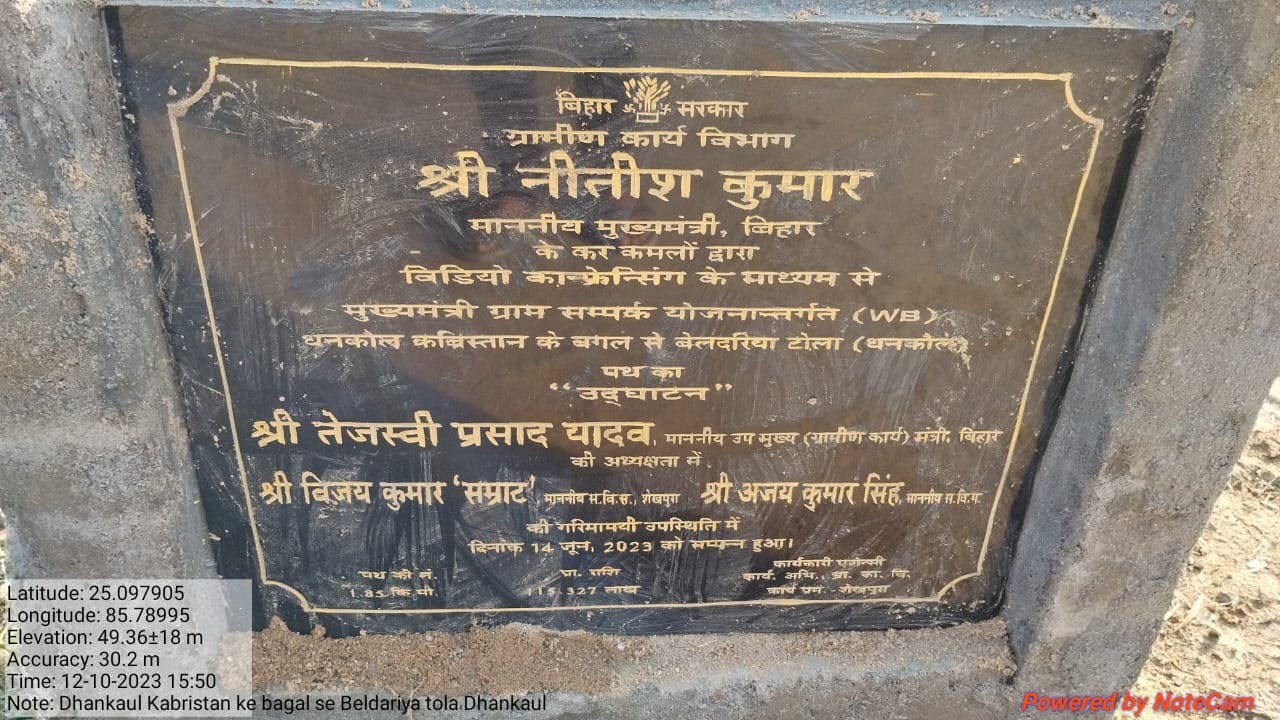 बिहार सरकार
ग्रामीण कार्य विभाग
श्री नीतीश कुमार
माननीय मुख्यमंत्री, बिहार
के कर कमलों द्वारा
विडियो कान्फ्रेन्सिंग के माध्यम से
मुख्यमंत्री ग्राम सम्पर्क योजनान्तर्गत (WB)
धनकौल कब्रिस्तान के बगल से बेलदरिया टोला (धनकौल)
पथ का
“उद्घाटन”
श्री तेजस्वी प्रसाद यादव, माननीय उप मुख्य (ग्रामीण कार्य) मंत्री, बिहार
की अध्यक्षता में
श्री विजय कुमार ‘सम्राट’, माननीय स.वि.स., शेखपुरा श्री अजय कुमार सिंह, माननीय स.वि.प.
की गरिमामयी उपस्थिति में
दिनांक 14 जून, 2023 को सम्पन्न हुआ।
पथ की लं. प्रा. राशि कार्यकारी एजेन्सी
1.85 कि.मी. 115.327 लाख कार्य. अभि., ग्रा. का. वि.
कार्य प्रम. शेखपुरा
Latitude: 25.097905
Longitude: 85.78995
Elevation: 49.36±18 m
Accuracy: 30.2 m
Time: 12-10-2023 15:50
Note: Dhankaul Kabristan ke bagal se Beldariya tola Dhankaul
Powered by NoteCam